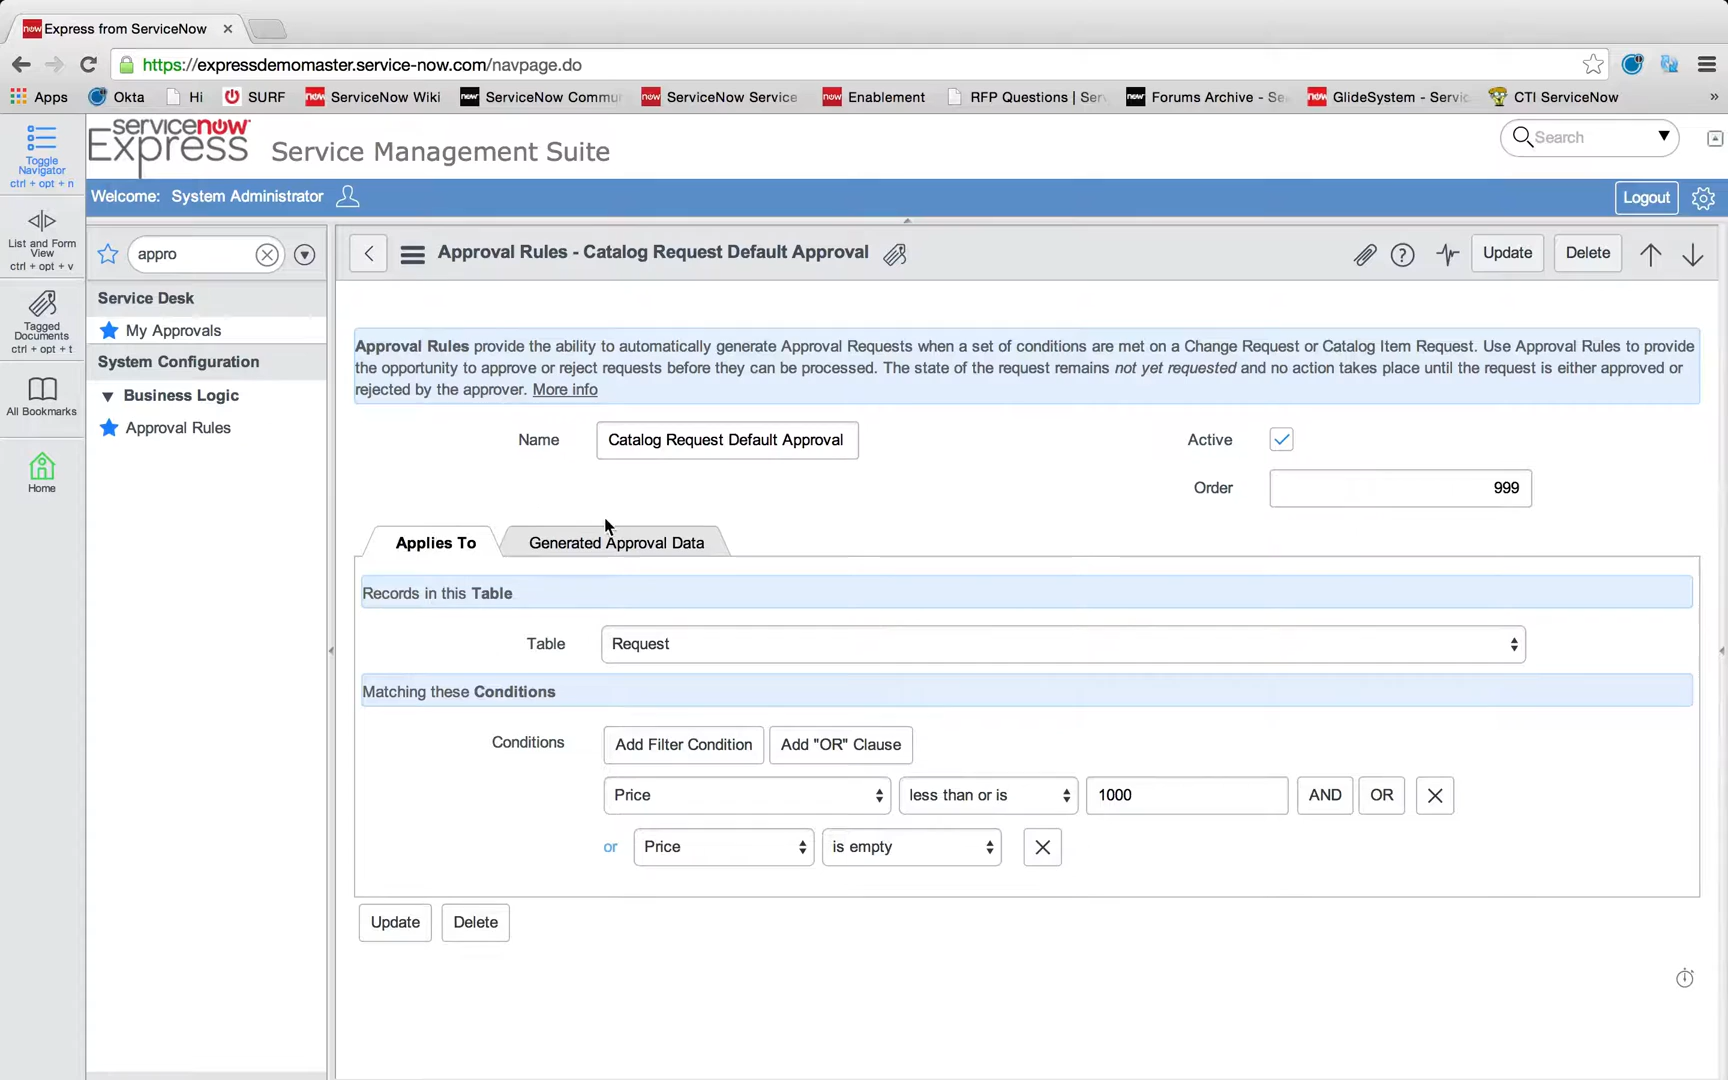 now Express from ServiceNow
https://expressdemomaster.service-now.com/navpage.do
Apps Okta Hi SURF now ServiceNow Wiki now ServiceNow Commu now ServiceNow Service now Enablement RFP Questions | Serv now Forums Archive - Se now GlideSystem - Servic CTI ServiceNow »
servicenow
Express Service Management Suite
Search
Toggle
Navigator
ctrl + opt + n
Welcome: System Administrator
Logout
List and Form
View
ctrl + opt + v
appro
Approval Rules - Catalog Request Default Approval
Update Delete
Service Desk
My Approvals
System Configuration
Business Logic
Approval Rules
Tagged
Documents
ctrl + opt + t
All Bookmarks
Home
Approval Rules provide the ability to automatically generate Approval Requests when a set of conditions are met on a Change Request or Catalog Item Request. Use Approval Rules to provide
the opportunity to approve or reject requests before they can be processed. The state of the request remains not yet requested and no action takes place until the request is either approved or
rejected by the approver. More info
Name Catalog Request Default Approval
Active
Order 999
Applies To Generated Approval Data
Records in this Table
Table Request
Matching these Conditions
Conditions Add Filter Condition Add "OR" Clause
Price less than or is 1000 AND OR
or Price is empty
Update Delete